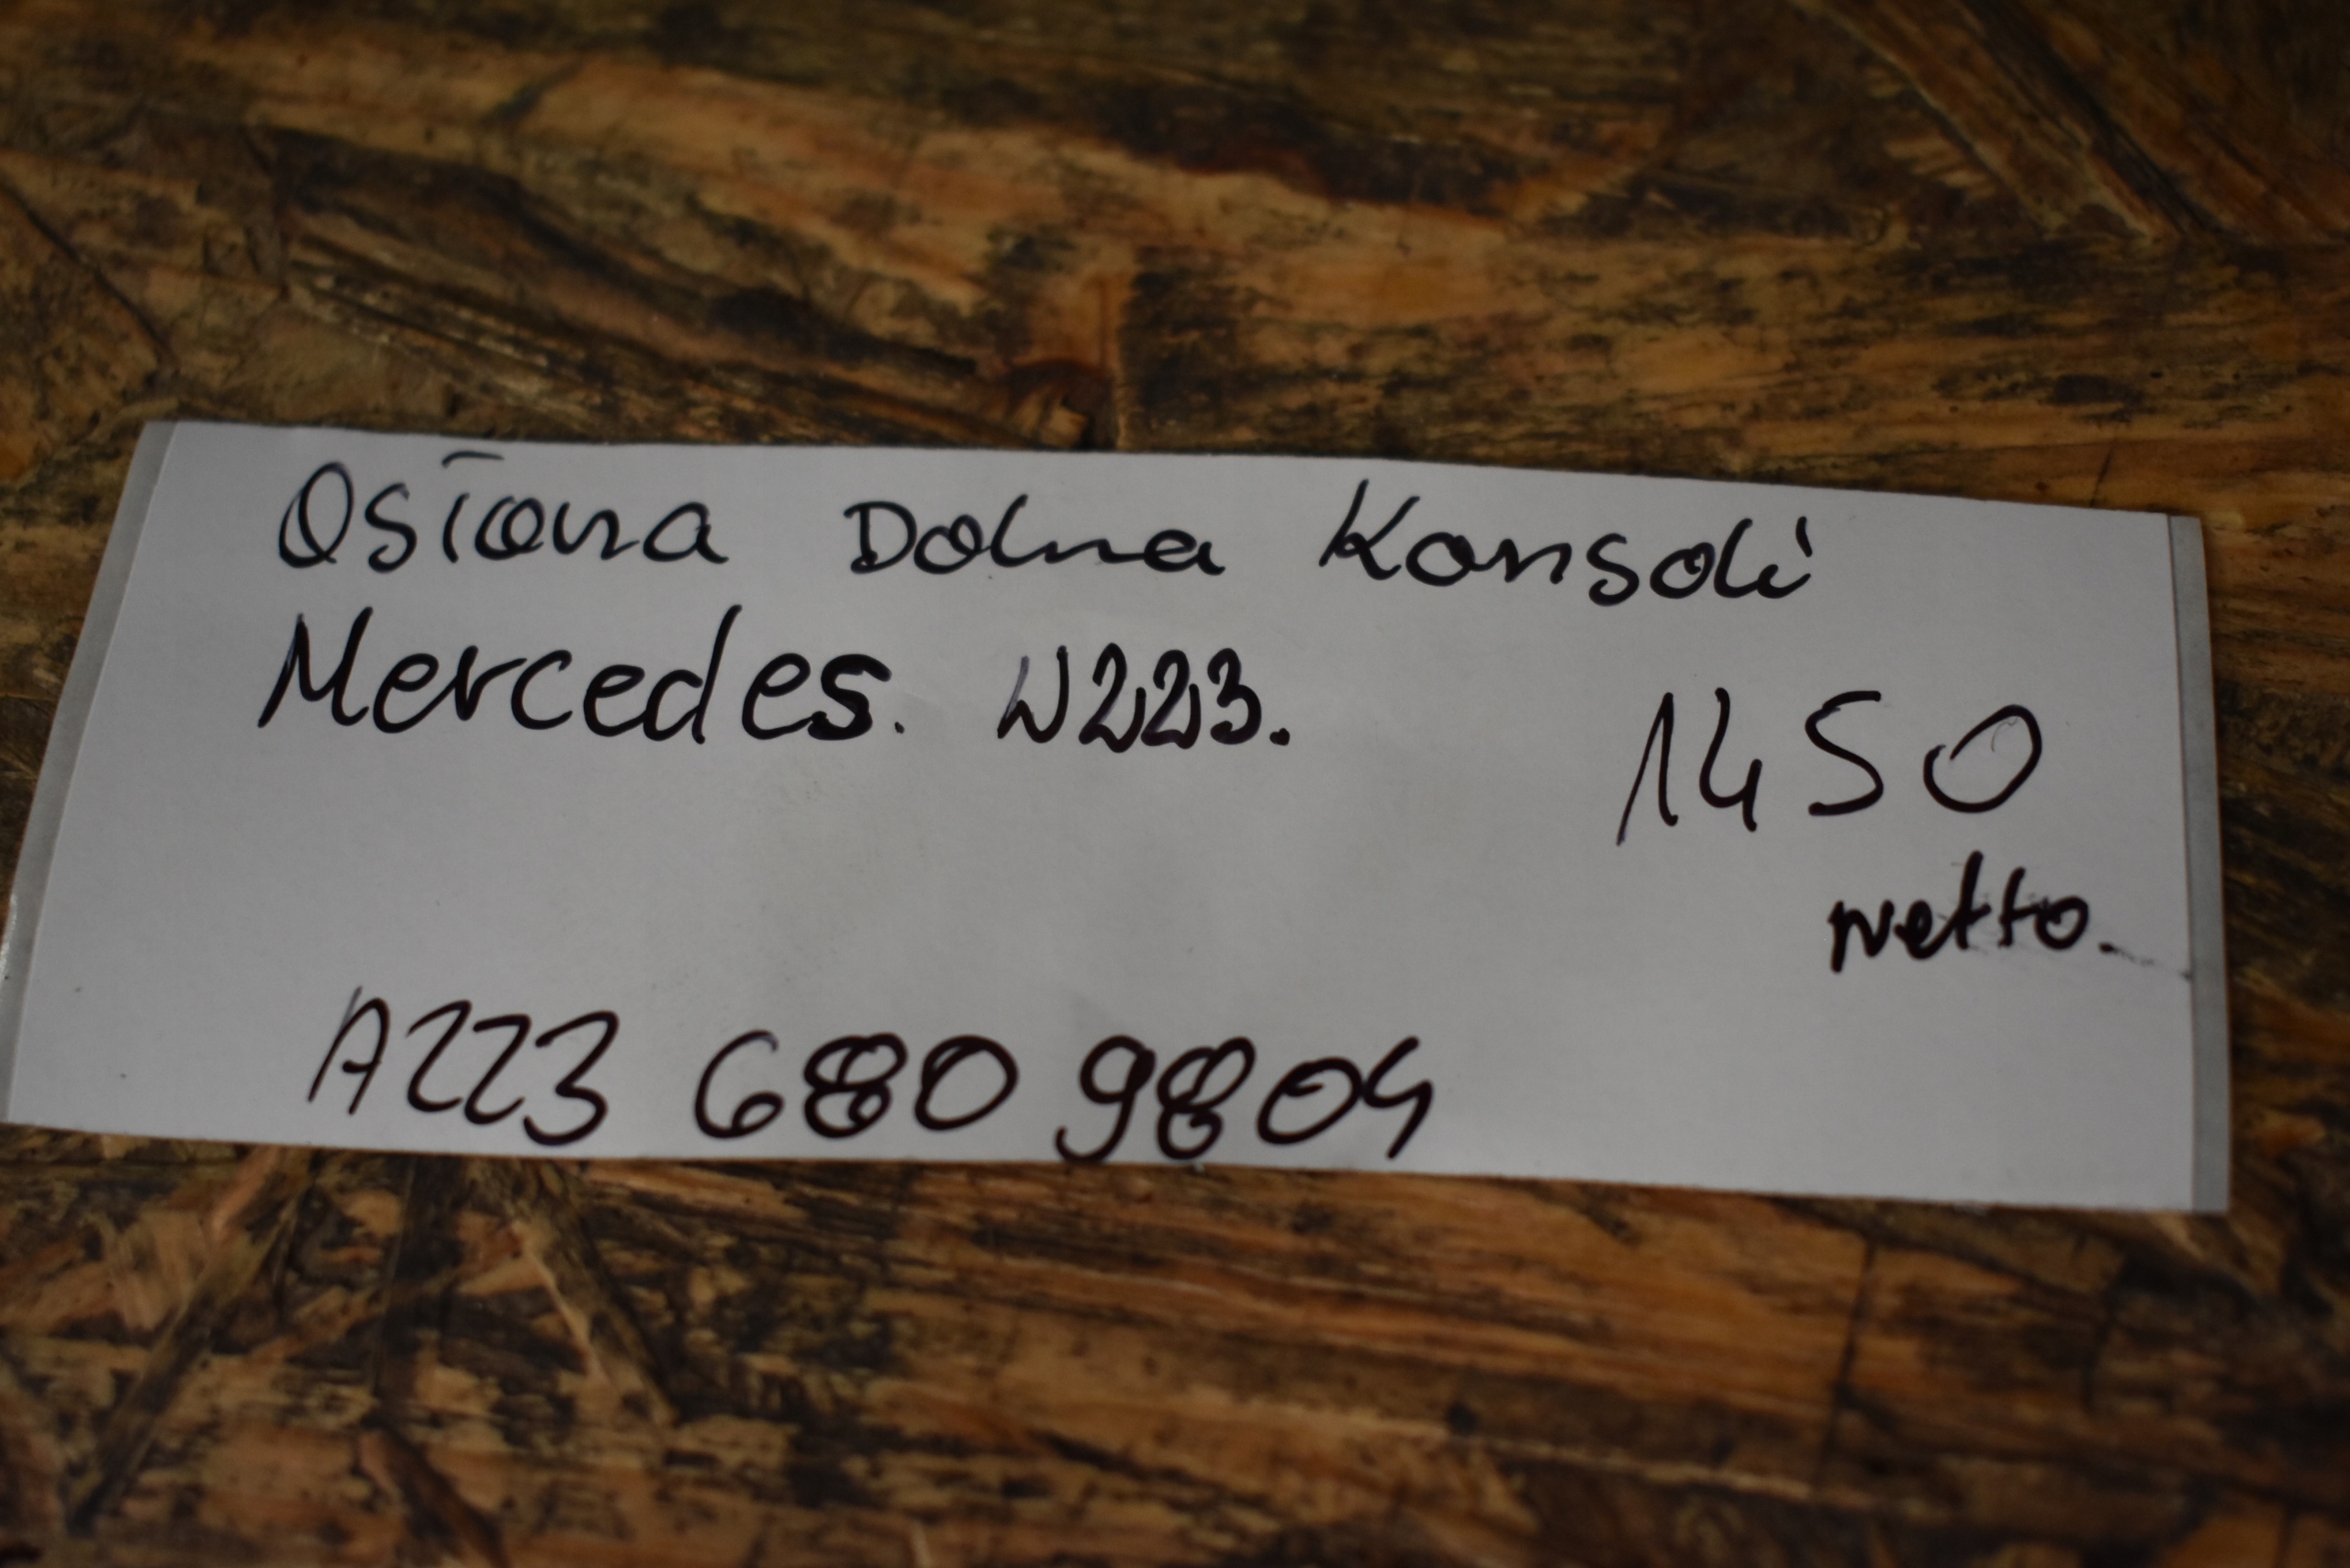 Osłona Dolna Konsoli
Mercedes. W223.
1450
netto.
A223 680 9804